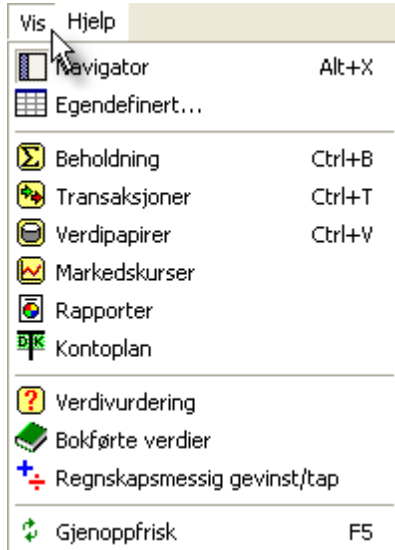 Vis Hjelp
Navigator Alt+X
Egendefinert...
Beholdning Ctrl+B
Transaksjoner Ctrl+T
Verdipapirer Ctrl+V
Markedskurser
Rapporter
Kontoplan
Verdivurdering
Bokførte verdier
Regnskapsmessig gevinst/tap
Gjenoppfrisk F5